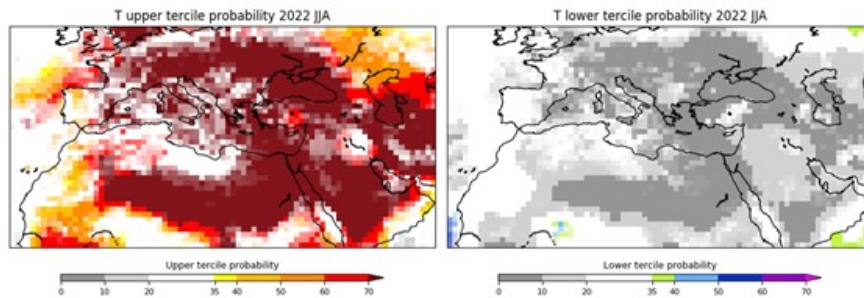 T upper tercile probability 2022 JJA
T lower tercile probability 2022 JJA
Upper tercile probability
0 10 20 35 40 50 60 70
Lower tercile probability
0 10 20 35 40 50 60 70